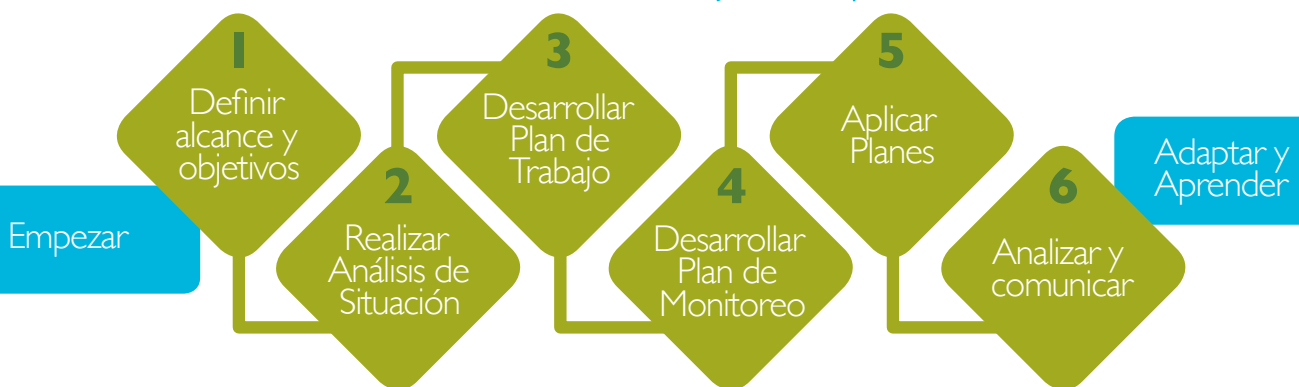 Empezar
1
Definir
alcance y
objetivos
2
Realizar
Análisis de
Situación
3
Desarrollar
Plan de
Trabajo
4
Desarrollar
Plan de
Monitoreo
5
Aplicar
Planes
6
Analizar y
comunicar
Adaptar y
Aprender